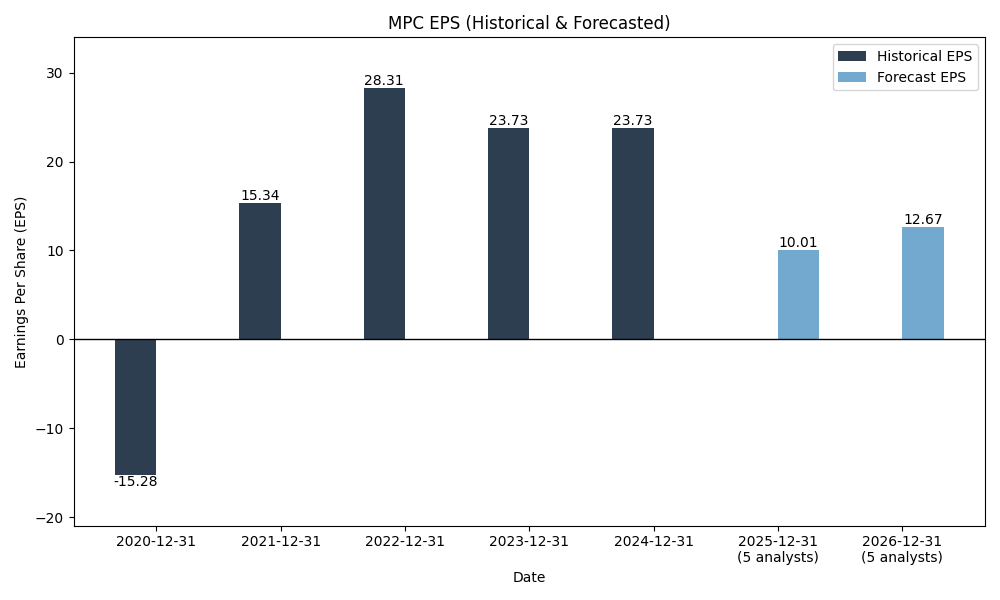 MPC EPS (Historical & Forecasted)
Historical EPS
Forecast EPS
Earnings Per Share (EPS)
30
20
10
0
−10
−20
-15.28
15.34
28.31
23.73
23.73
10.01
12.67
2020-12-31
2021-12-31
2022-12-31
2023-12-31
2024-12-31
2025-12-31
(5 analysts)
2026-12-31
(5 analysts)
Date